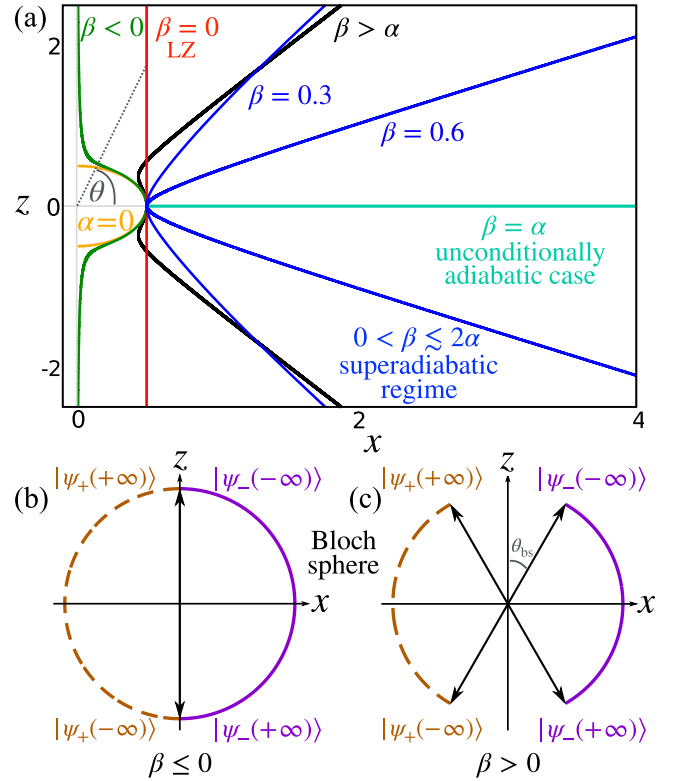 (a)
2
β < 0
β = 0
LZ
β > α
β = 0.3
β = 0.6
θ
z
0
α=0
β = α
unconditionally
adiabatic case
0 < β ≲ 2α
superadiabatic
regime
-2
0
2
4
x
(b)
|ψ₊(+∞)⟩
z
|ψ₋(−∞)⟩
x
|ψ₊(−∞)⟩
|ψ₋(+∞)⟩
β ≤ 0
Bloch
sphere
(c)
|ψ₊(+∞)⟩
z
|ψ₋(−∞)⟩
θbs
x
|ψ₊(−∞)⟩
|ψ₋(+∞)⟩
β > 0